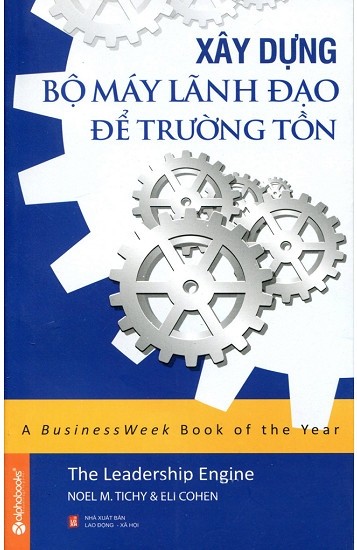 XÂY DỰNG
BỘ MÁY LÃNH ĐẠO
ĐỂ TRƯỜNG TỒN
A BusinessWeek Book of the Year
The Leadership Engine
NOEL M. TICHY & ELI COHEN
NHÀ XUẤT BẢN
LAO ĐỘNG - XÃ HỘI
alphabooks